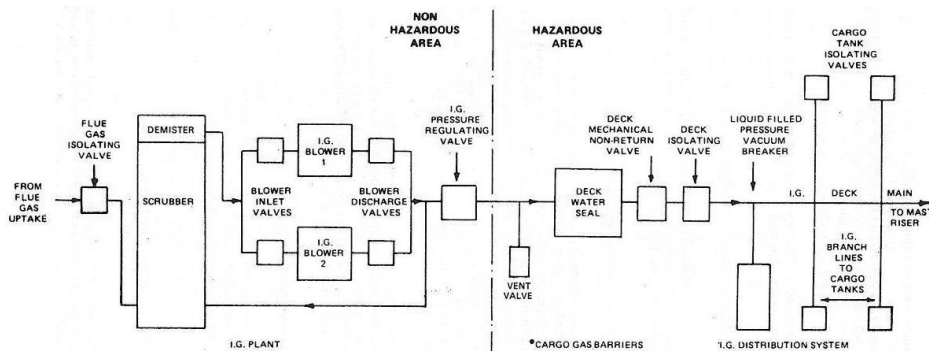 NON
HAZARDOUS
AREA
HAZARDOUS
AREA
CARGO
TANK
ISOLATING
VALVES
FLUE
GAS
ISOLATING
VALVE
DEMISTER
I.G.
BLOWER
1
I.G.
PRESSURE
REGULATING
VALVE
DECK
MECHANICAL
NON-RETURN
VALVE
DECK
ISOLATING
VALVE
LIQUID FILLED
PRESSURE
VACUUM
BREAKER
FROM
FLUE
GAS
UPTAKE
SCRUBBER
BLOWER
INLET
VALVES
BLOWER
DISCHARGE
VALVES
DECK
WATER
SEAL
I.G. DECK MAIN
TO MAS
RISER
I.G.
BLOWER
2
VENT
VALVE
I.G.
BRANCH
LINES
TO
CARGO
TANKS
I.G. PLANT
*CARGO GAS BARRIERS
I.G. DISTRIBUTION SYSTEM